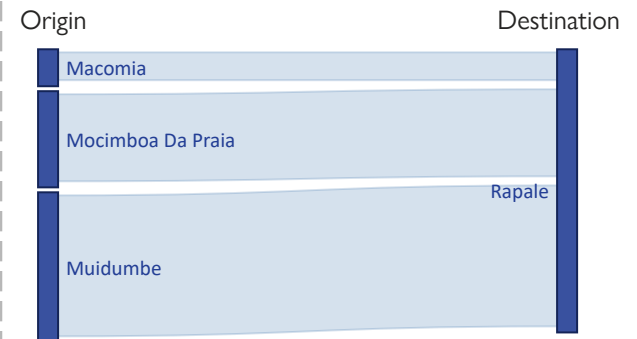 Origin
Destination
Macomia
Mocimboa Da Praia
Rapale
Muidumbe